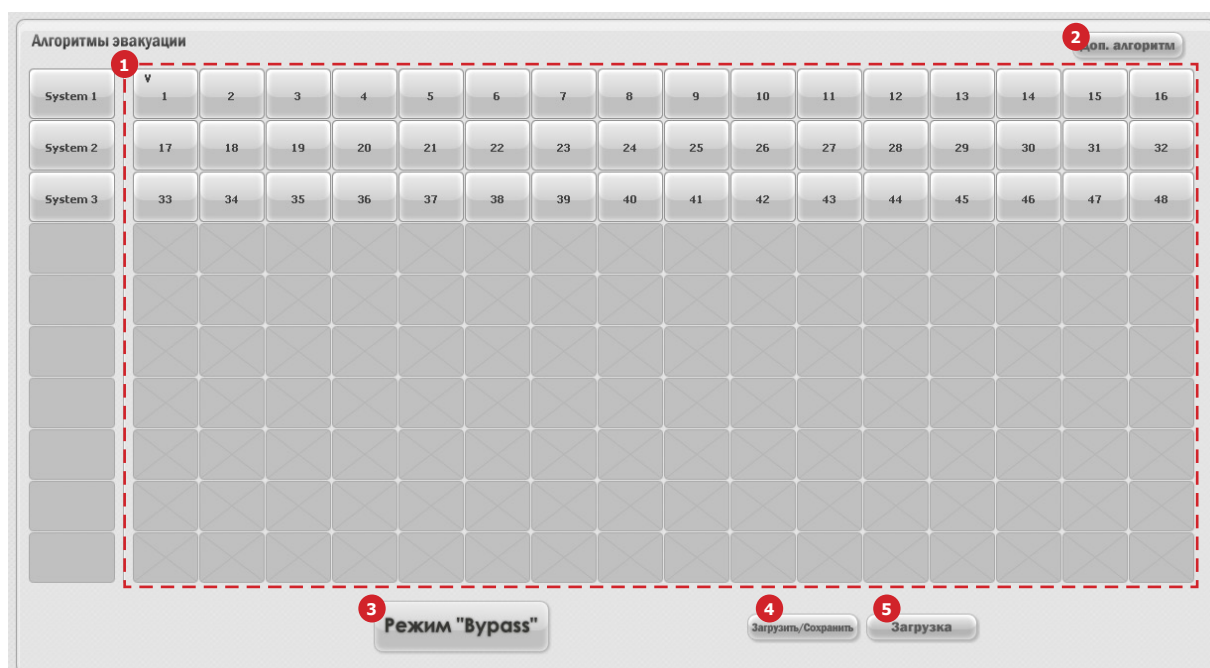 Алгоритмы эвакуации
2 Доп. алгоритм
1
System 1 V 1 2 3 4 5 6 7 8 9 10 11 12 13 14 15 16
System 2 17 18 19 20 21 22 23 24 25 26 27 28 29 30 31 32
System 3 33 34 35 36 37 38 39 40 41 42 43 44 45 46 47 48
3 4 5
Режим "Bypass" Загрузить/Сохранить Загрузка